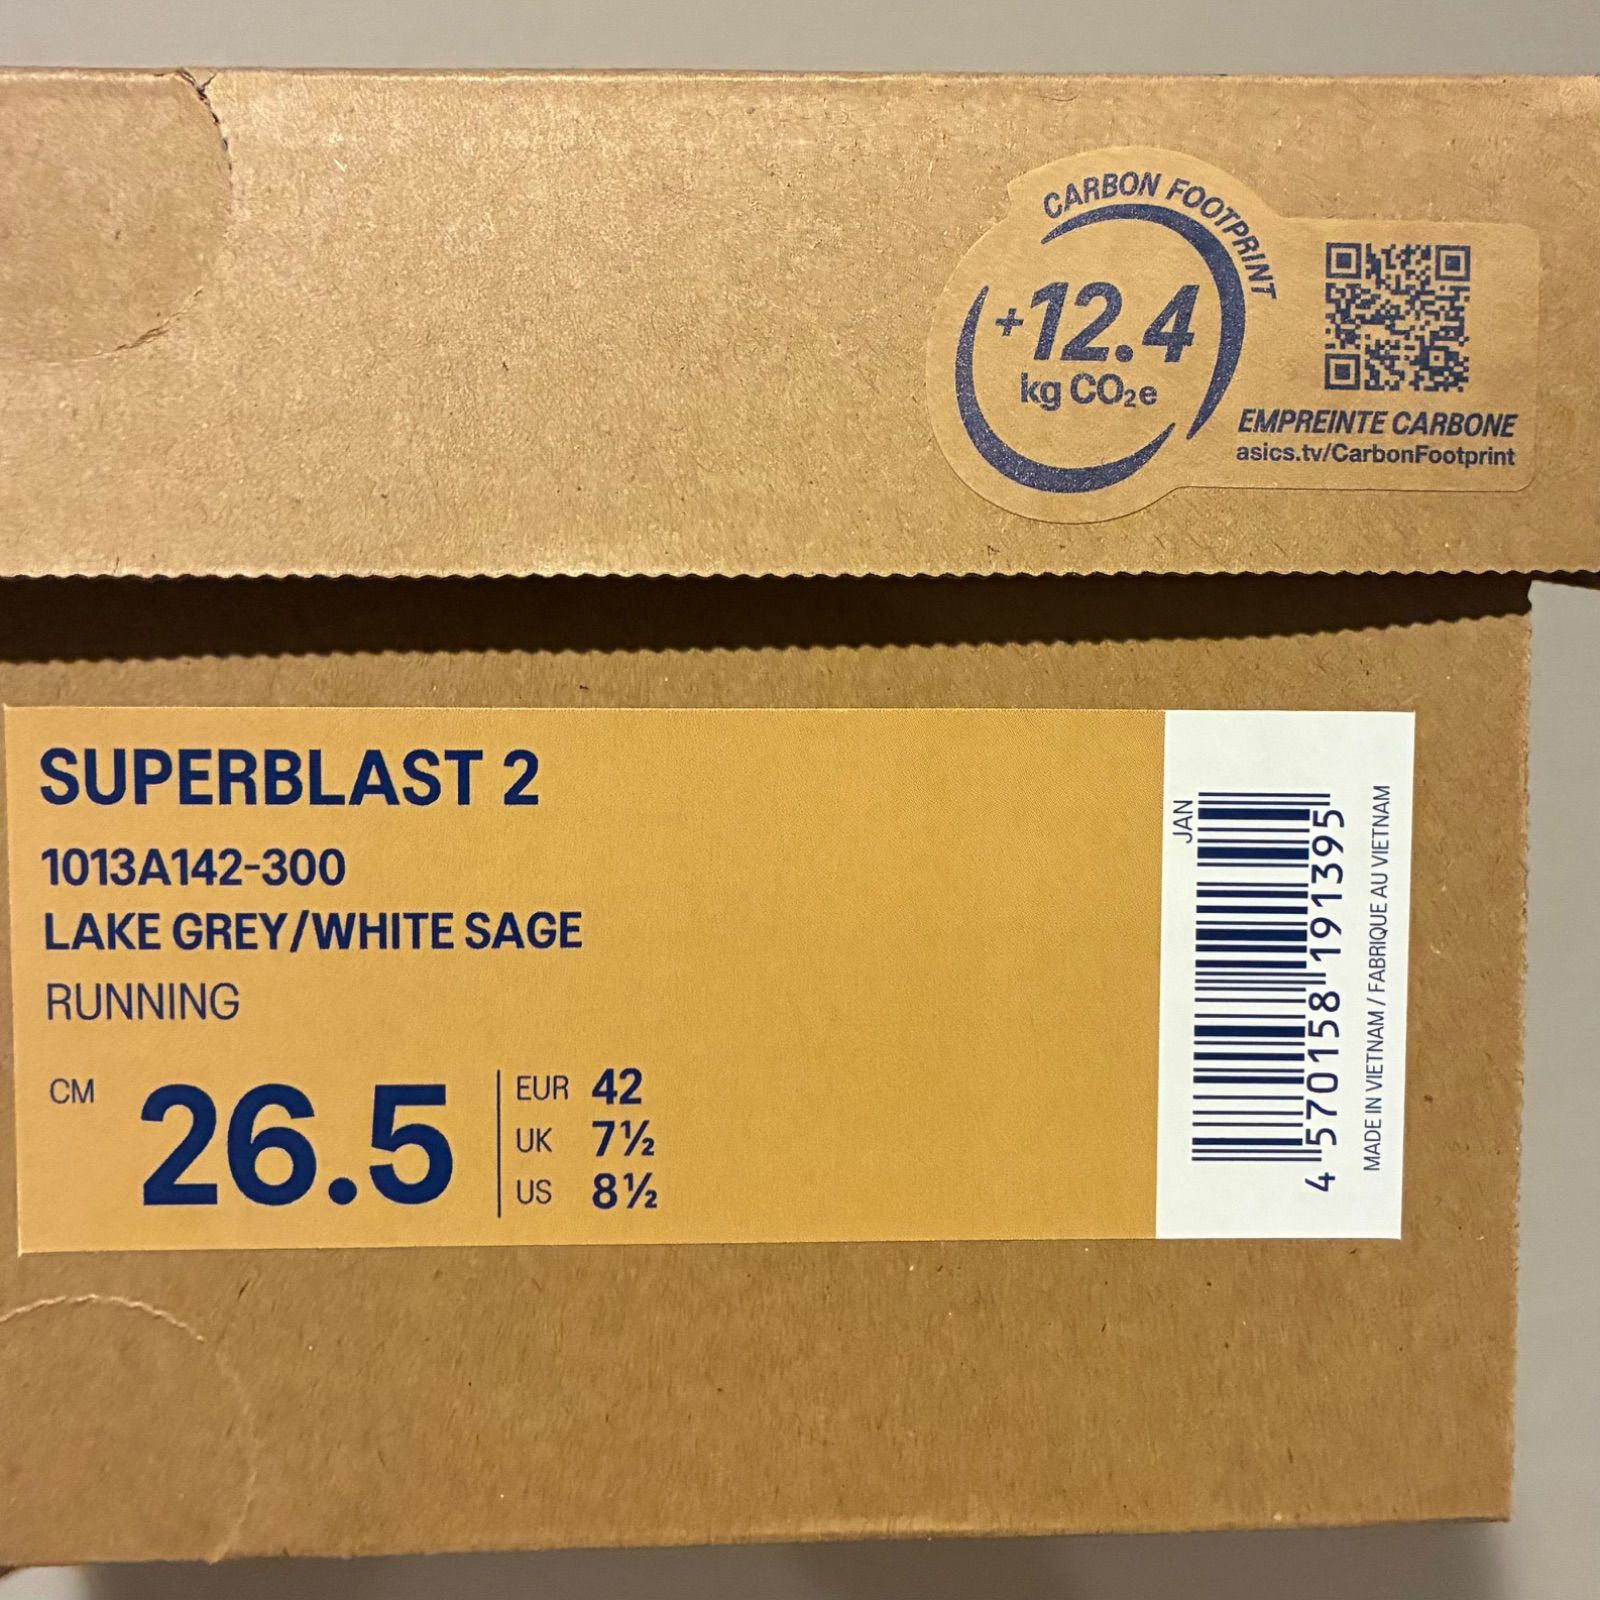 CARBON FOOTPRINT
+12.4
kg CO₂e
EMPREINTE CARBONE
asics.tv/CarbonFootprint
SUPERBLAST 2
1013A142-300
LAKE GREY/WHITE SAGE
RUNNING
CM 26.5
EUR 42
UK 7½
US 8½
JAN
4 570158 191395
MADE IN VIETNAM / FABRIQUE AU VIETNAM